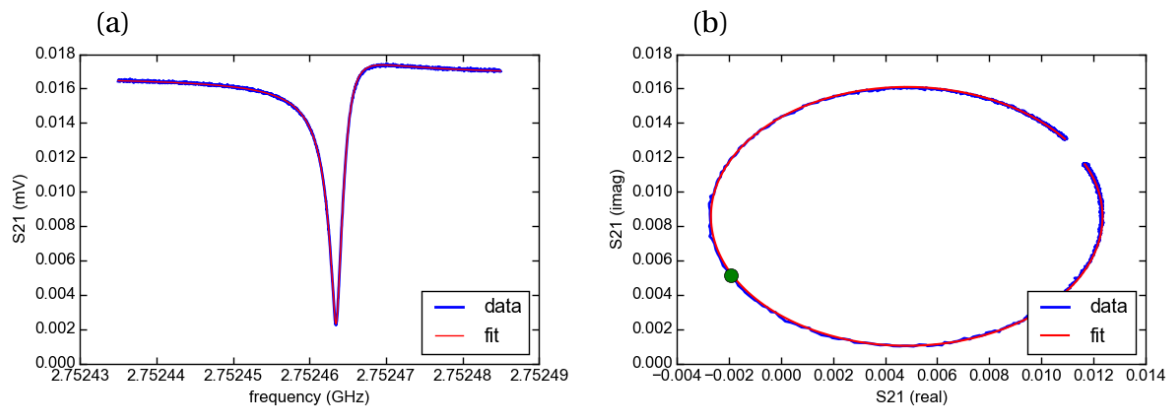 (a)
0.018
0.016
0.014
0.012
0.010
0.008
0.006
0.004
0.002
0.000
S21 (mV)
2.75243 2.75244 2.75245 2.75246 2.75247 2.75248 2.75249
frequency (GHz)
data
fit
(b)
0.018
0.016
0.014
0.012
0.010
0.008
0.006
0.004
0.002
0.000
S21 (imag)
−0.004 −0.002 0.000 0.002 0.004 0.006 0.008 0.010 0.012 0.014
S21 (real)
data
fit